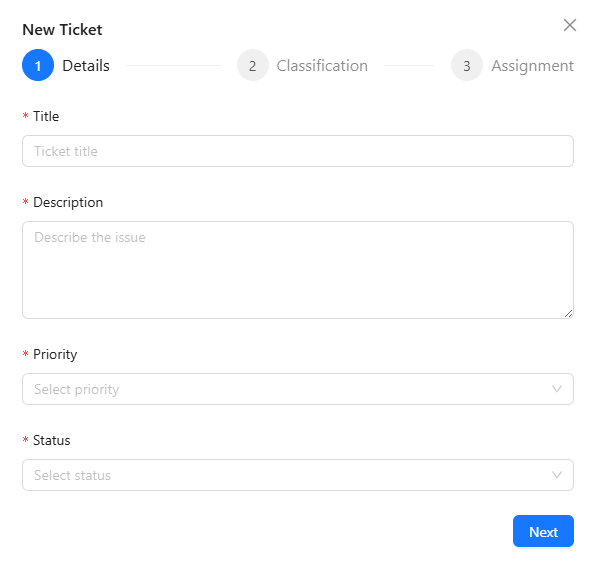 New Ticket
1 Details 2 Classification 3 Assignment
* Title
Ticket title
* Description
Describe the issue
* Priority
Select priority
* Status
Select status
Next